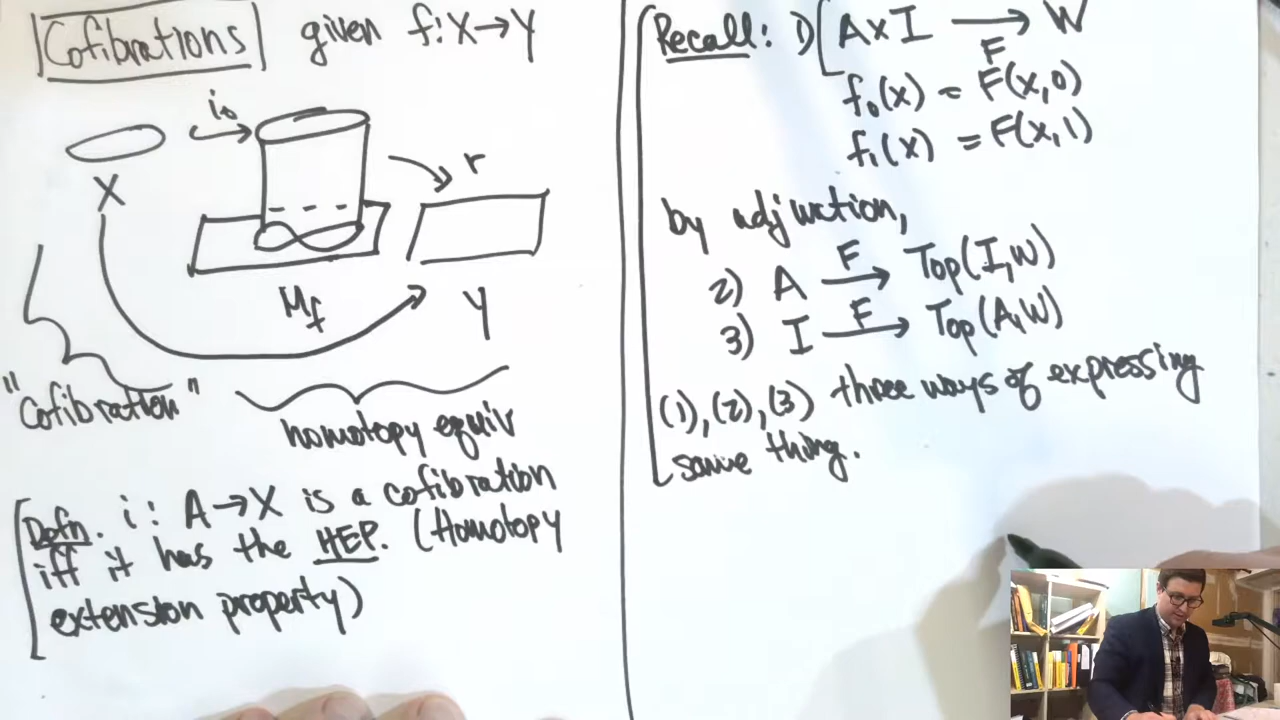 Cofibrations given f: X→Y
i₀
X
r
M_f
Y
"Cofibration"
homotopy equiv
Defn. i: A→X is a cofibration
iff it has the HEP. (Homotopy
extension property)
Recall: 1) A×I → W
F
f₀(x) = F(x,0)
f₁(x) = F(x,1)
by adjunction,
F
2) A → Top(I,W)
F
3) I → Top(A,W)
(1),(2),(3) three ways of expressing
same thing.